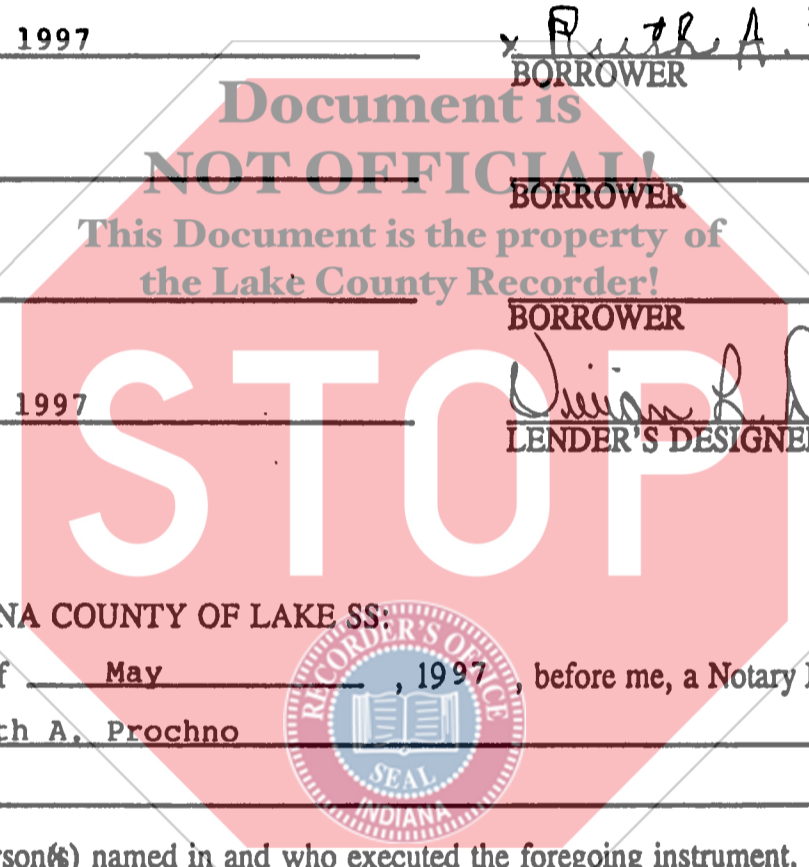 1997 x Ruth A.
BORROWER
Document is
NOT OFFICIAL!
BORROWER
This Document is the property of
the Lake County Recorder!
BORROWER
STOP
1997
LENDER'S DESIGNE
NA COUNTY OF LAKE SS:
f May , 1997 , before me, a Notary
th A. Prochno
RECORDER'S OFFICE
SEAL
INDIANA
rson(s) named in and who executed the foregoing instrument,